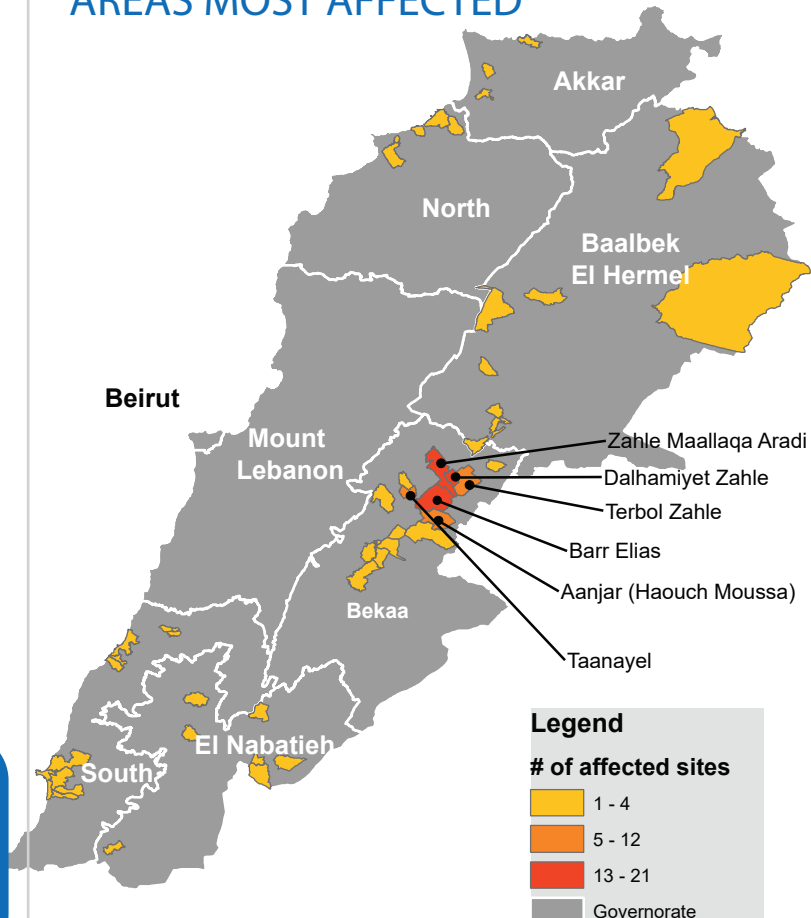 AREAS MOST AFFECTED
Akkar
North
Baalbek
El Hermel
Beirut
Mount
Lebanon
Zahle Maallaqa Aradi
Dalhamiyet Zahle
Terbol Zahle
Barr Elias
Aanjar (Haouch Moussa)
Bekaa
Taanayel
El Nabatieh
South
Legend
# of affected sites
1 - 4
5 - 12
13 - 21
Governorate